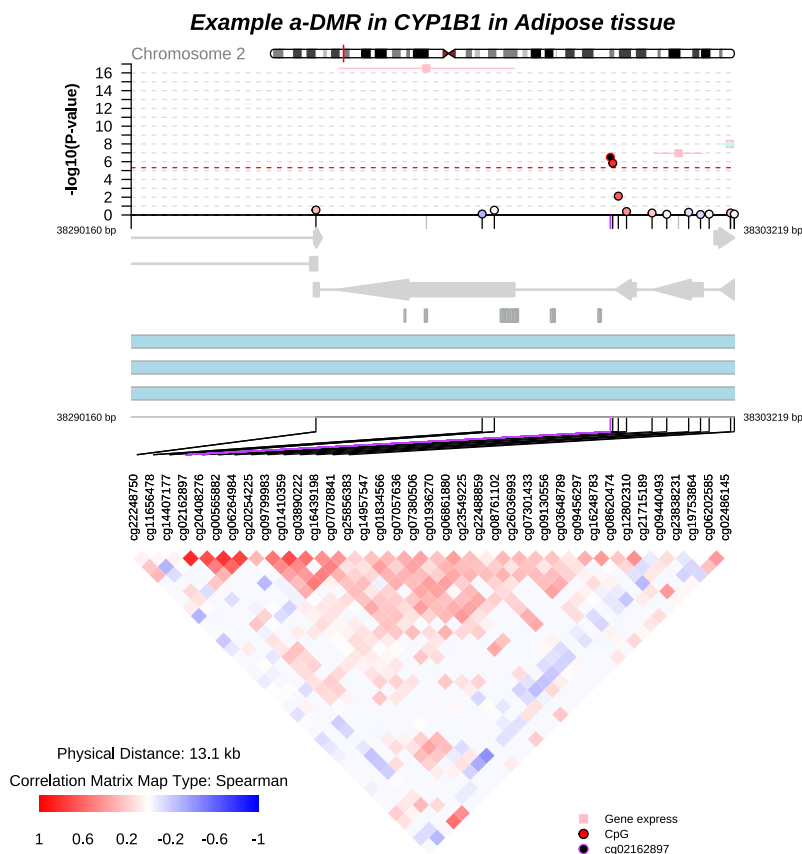 Example a-DMR in CYP1B1 in Adipose tissue
Chromosome 2
-log10(P-value)
16
14
12
10
8
6
4
2
0
38290160 bp
38303219 bp
38290160 bp
38303219 bp
cg22248750
cg11656478
cg14407177
cg02162897
cg20408276
cg00565882
cg06264984
cg20254225
cg09799983
cg01410359
cg03890222
cg16439198
cg07078841
cg25856383
cg14957547
cg01834566
cg07057636
cg07380506
cg01936270
cg06861880
cg23549225
cg22488859
cg08761102
cg26036993
cg07301433
cg09130556
cg03648789
cg09456297
cg16248783
cg08620474
cg12802310
cg21715189
cg09440493
cg23838231
cg19753864
cg06202585
cg02486145
Physical Distance: 13.1 kb
Correlation Matrix Map Type: Spearman
1 0.6 0.2 -0.2 -0.6 -1
Gene express
CpG
cg02162897